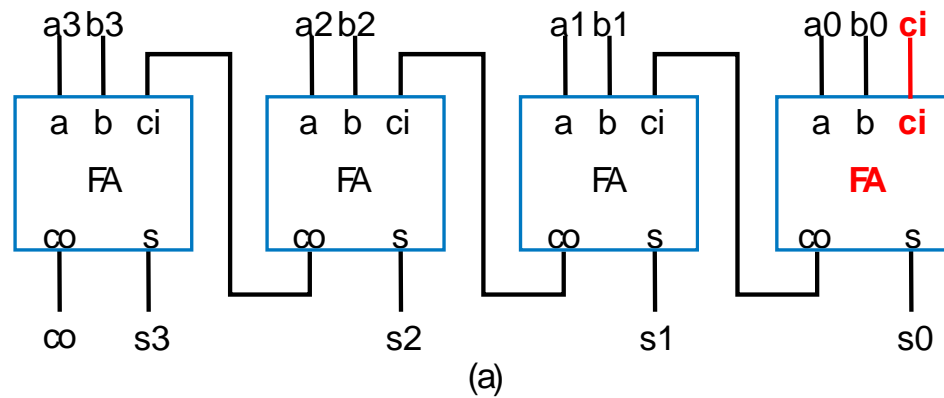 a3 b3 a2 b2 a1 b1 a0 b0 ci
a b ci a b ci a b ci a b ci
FA FA FA FA
co s co s co s co s
co s3 s2 s1 s0
(a)